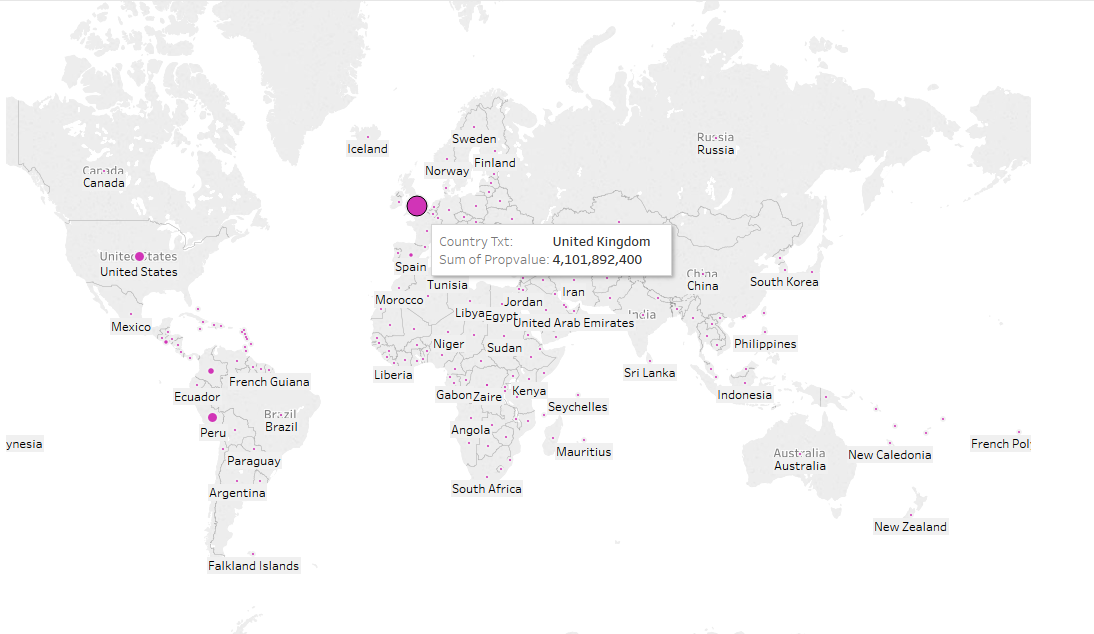 Sweden
Russia
Russia
Iceland
Finland
Norway
Canada
Canada
Country Txt: United Kingdom
United States
Sum of Propvalue: 4,101,892,400
Spain
United States
China
China
South Korea
Tunisia
Iran
Morocco
Jordan
Libya
Egypt
India
United Arab Emirates
Mexico
Niger
Sudan
Philippines
Liberia
Sri Lanka
French Guiana
Ecuador
Gabon
Zaire
Kenya
Indonesia
Seychelles
Brazil
Brazil
Peru
Angola
ynesia
French Pol
Mauritius
Australia
New Caledonia
Paraguay
Australia
South Africa
Argentina
New Zealand
Falkland Islands